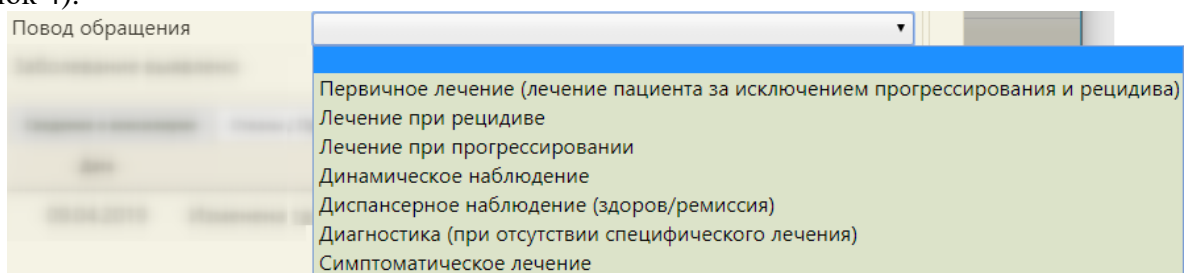 Повод обращения
Первичное лечение (лечение пациента за исключением прогрессирования и рецидива)
Лечение при рецидиве
Лечение при прогрессировании
Динамическое наблюдение
Диспансерное наблюдение (здоров/ремиссия)
Диагностика (при отсутствии специфического лечения)
Симптоматическое лечение